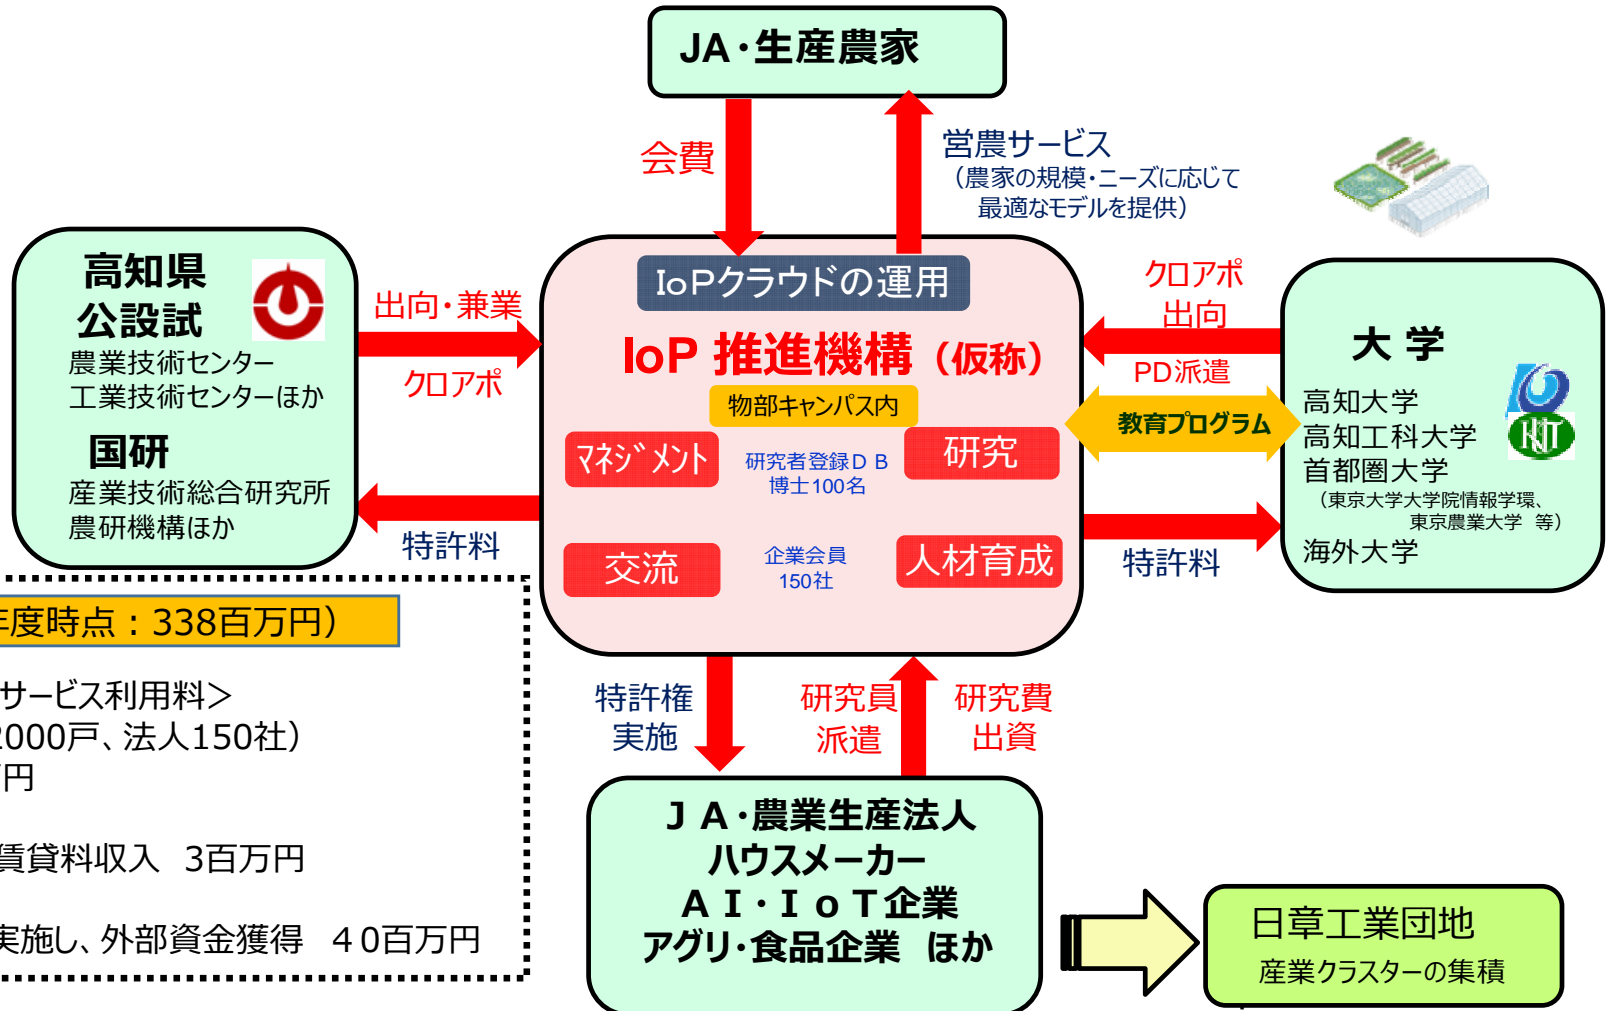 JA・生産農家
会費
営農サービス
（農家の規模・ニーズに応じて
最適なモデルを提供）
高知県
公設試
農業技術センター
工業技術センターほか
国研
産業技術総合研究所
農研機構ほか
出向・兼業
クロアポ
特許料
IoPクラウドの運用
IoP 推進機構（仮称）
物部キャンパス内
マネジメント
研究者登録ＤＢ
博士100名
研究
交流
企業会員
150社
人材育成
クロアポ
出向
PD派遣
教育プログラム
特許料
大 学
高知大学
高知工科大学
首都圏大学
（東京大学大学院情報学環、
東京農業大学 等）
海外大学
年度時点：338百万円）
サービス利用料＞
2000戸、法人150社）
円
賃貸料収入 3百万円
実施し、外部資金獲得 ４0百万円
特許権
実施
研究員
派遣
研究費
出資
ＪＡ・農業生産法人
ハウスメーカー
ＡＩ・ＩｏＴ企業
アグリ・食品企業 ほか
日章工業団地
産業クラスターの集積